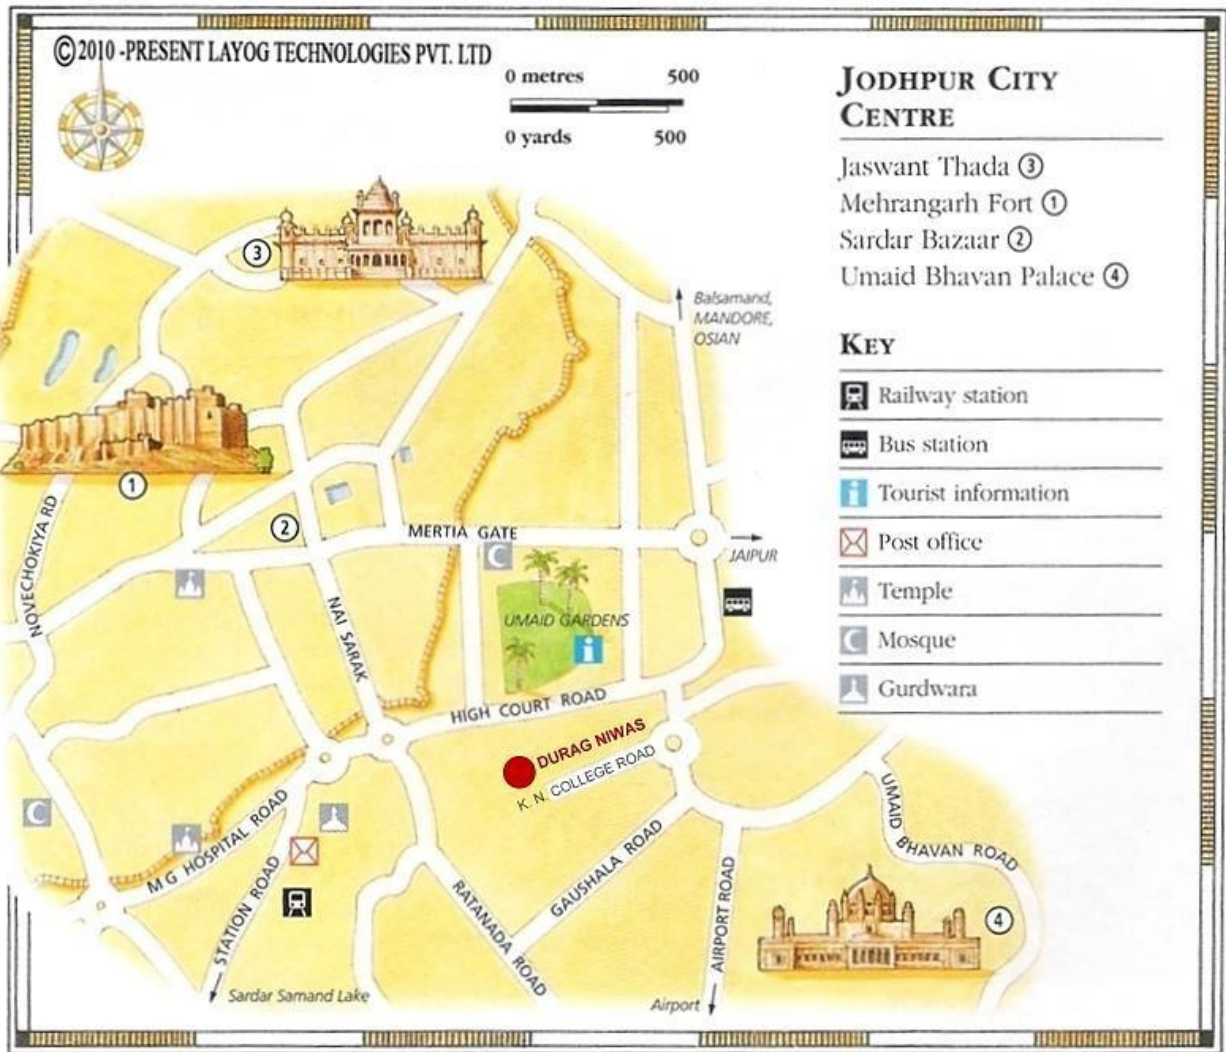 ©2010 -PRESENT LAYOG TECHNOLOGIES PVT. LTD
0 metres 500
0 yards 500
JODHPUR CITY
CENTRE
Jaswant Thada ③
Mehrangarh Fort ①
Sardar Bazaar ②
Umaid Bhavan Palace ④
KEY
Railway station
Bus station
i Tourist information
Post office
Temple
Mosque
Gurdwara
③
Balsamand,
MANDORE,
OSIAN
①
②
NOVECHOKIYA RD
MERTIA GATE
JAIPUR
NAI SARAK
UMAID GARDENS
i
HIGH COURT ROAD
DURAG NIWAS
K. N. COLLEGE ROAD
M G HOSPITAL ROAD
STATION ROAD
RATANADA ROAD
GAUSHALA ROAD
AIRPORT ROAD
UMAID
BHAVAN ROAD
④
Sardar Samand Lake
Airport